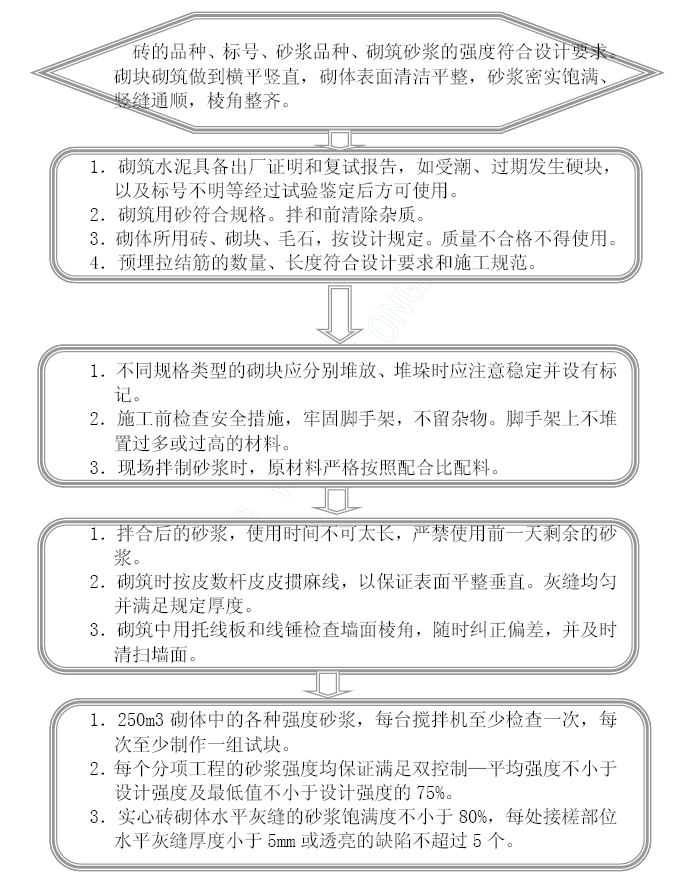 砖的品种、标号、砂浆品种、砌筑砂浆的强度符合设计要求。
砌块砌筑做到横平竖直，砌体表面清洁平整，砂浆密实饱满、
竖缝通顺，棱角整齐。
1．砌筑水泥具备出厂证明和复试报告，如受潮、过期发生硬块，
以及标号不明等经过试验鉴定后方可使用。
2．砌筑用砂符合规格。拌和前清除杂质。
3．砌体所用砖、砌块、毛石，按设计规定。质量不合格不得使用。
4．预埋拉结筋的数量、长度符合设计要求和施工规范。
1．不同规格类型的砌块应分别堆放、堆垛时应注意稳定并设有标
记。
2．施工前检查安全措施，牢固脚手架，不留杂物。脚手架上不堆
置过多或过高的材料。
3．现场拌制砂浆时，原材料严格按照配合比配料。
1．拌合后的砂浆，使用时间不可太长，严禁使用前一天剩余的砂
浆。
2．砌筑时按皮数杆皮皮掼麻线，以保证表面平整垂直。灰缝均匀
并满足规定厚度。
3．砌筑中用托线板和线锤检查墙面棱角，随时纠正偏差，并及时
清扫墙面。
1．250m3 砌体中的各种强度砂浆，每台搅拌机至少检查一次，每
次至少制作一组试块。
2．每个分项工程的砂浆强度均保证满足双控制—平均强度不小于
设计强度及最低值不小于设计强度的 75%。
3．实心砖砌体水平灰缝的砂浆饱满度不小于 80%，每处接槎部位
水平灰缝厚度小于 5mm 或透亮的缺陷不超过 5 个。